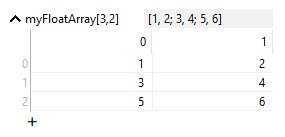 myFloatArray[3,2] [1, 2; 3, 4; 5, 6]
0 1
0 1 2
1 3 4
2 5 6
+